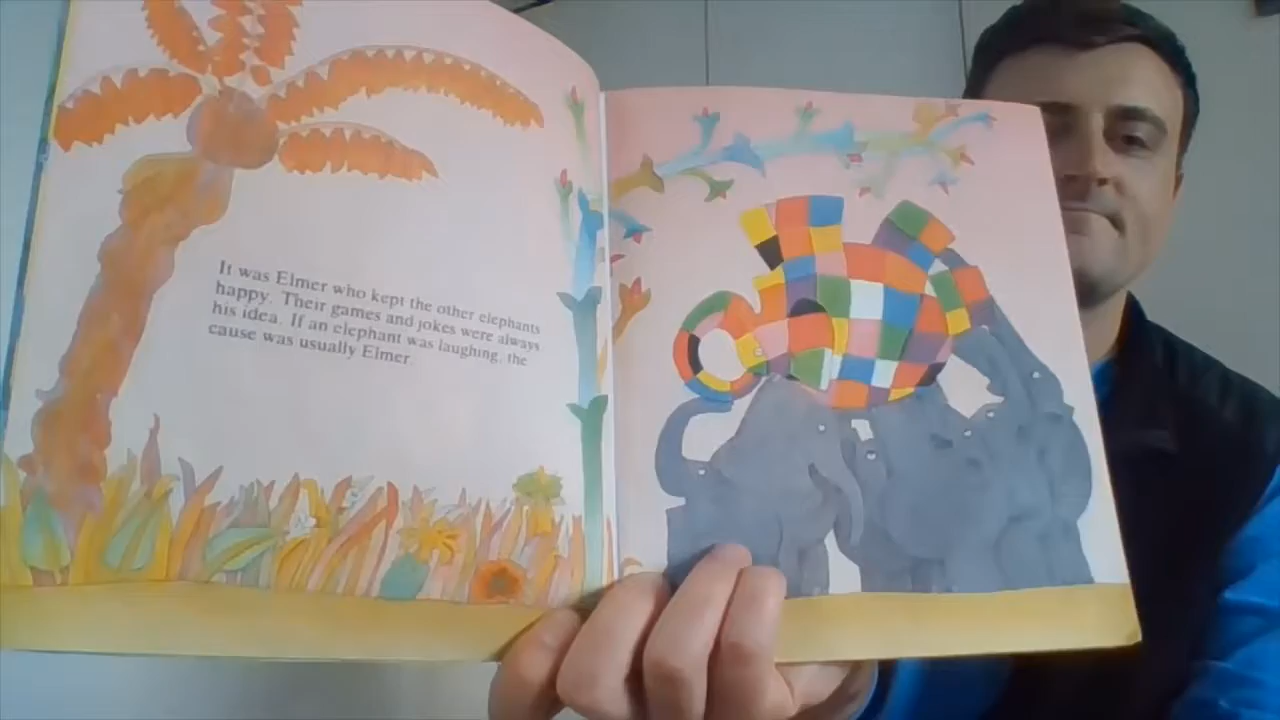 It was Elmer who kept the other elephants
happy. Their games and jokes were always
his idea. If an elephant was laughing, the
cause was usually Elmer.